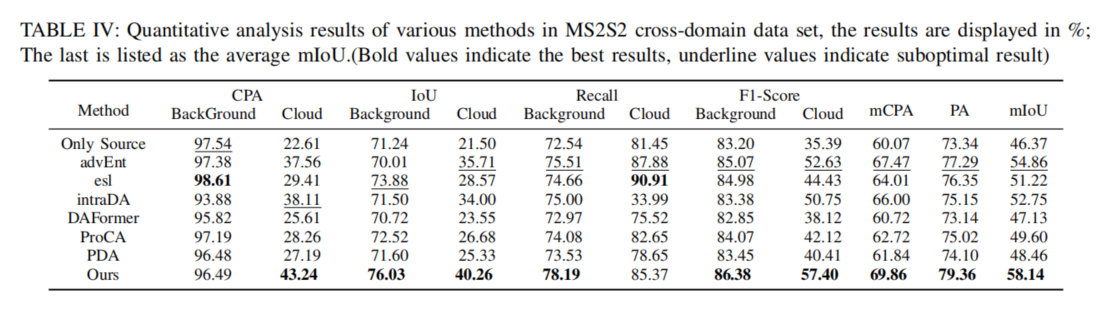 TABLE IV: Quantitative analysis results of various methods in MS2S2 cross-domain data set, the results are displayed in %;
The last is listed as the average mIoU.(Bold values indicate the best results, underline values indicate suboptimal result)
Method CPA IoU Recall F1-Score mCPA PA mIoU
BackGround Cloud Background Cloud Background Cloud Background Cloud
Only Source 97.54 22.61 71.24 21.50 72.54 81.45 83.20 35.39 60.07 73.34 46.37
advEnt 97.38 37.56 70.01 35.71 75.51 87.88 85.07 52.63 67.47 77.29 54.86
esl 98.61 29.41 73.88 28.57 74.66 90.91 84.98 44.43 64.01 76.35 51.22
intraDA 93.88 38.11 71.50 34.00 75.00 33.99 83.38 50.75 66.00 75.15 52.75
DAFormer 95.82 25.61 70.72 23.55 72.97 75.52 82.85 38.12 60.72 73.14 47.13
ProCA 97.19 28.26 72.52 26.68 74.08 82.65 84.07 42.12 62.72 75.02 49.60
PDA 96.48 27.19 71.60 25.33 73.53 78.65 83.45 40.41 61.84 74.10 48.46
Ours 96.49 43.24 76.03 40.26 78.19 85.37 86.38 57.40 69.86 79.36 58.14